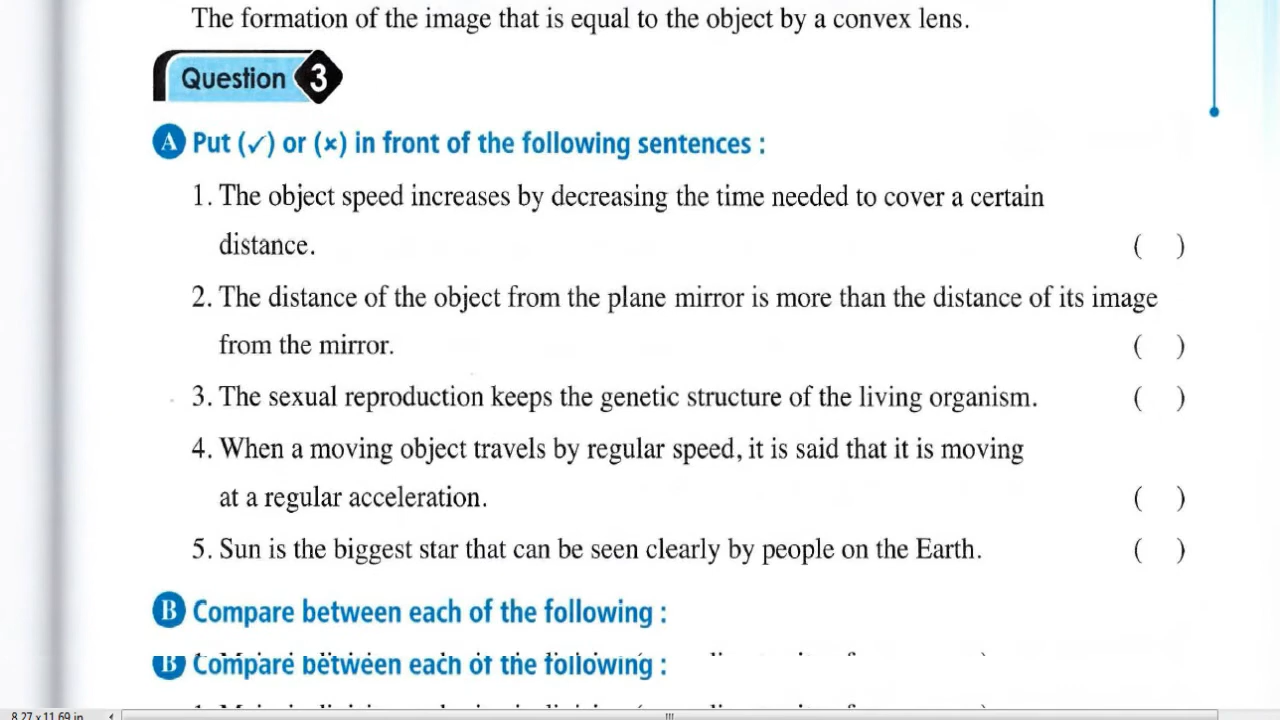 The formation of the image that is equal to the object by a convex lens.
Question 3
A Put (✓) or (×) in front of the following sentences :
1. The object speed increases by decreasing the time needed to cover a certain
distance. ( )
2. The distance of the object from the plane mirror is more than the distance of its image
from the mirror. ( )
3. The sexual reproduction keeps the genetic structure of the living organism. ( )
4. When a moving object travels by regular speed, it is said that it is moving
at a regular acceleration. ( )
5. Sun is the biggest star that can be seen clearly by people on the Earth. ( )
B Compare between each of the following :
B Compare between each of the following :
8.27 x 11.69 in